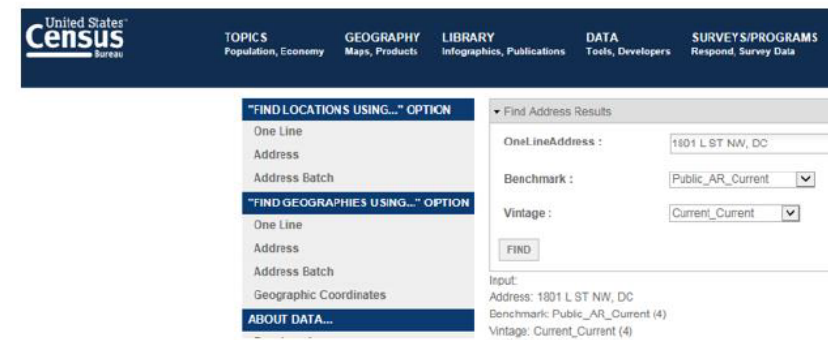 United States™
Census
Bureau
TOPICS
Population, Economy
GEOGRAPHY
Maps, Products
LIBRARY
Infographics, Publications
DATA
Tools, Developers
SURVEYS/PROGRAMS
Respond, Survey Data
"FIND LOCATIONS USING..." OPTION
One Line
Address
Address Batch
"FIND GEOGRAPHIES USING..." OPTION
One Line
Address
Address Batch
Geographic Coordinates
ABOUT DATA...
Find Address Results
OneLineAddress :
1801 L ST NW, DC
Benchmark :
Public_AR_Current
Vintage :
Current_Current
FIND
Input:
Address: 1801 L ST NW, DC
Benchmark: Public_AR_Current (4)
Vintage: Current_Current (4)